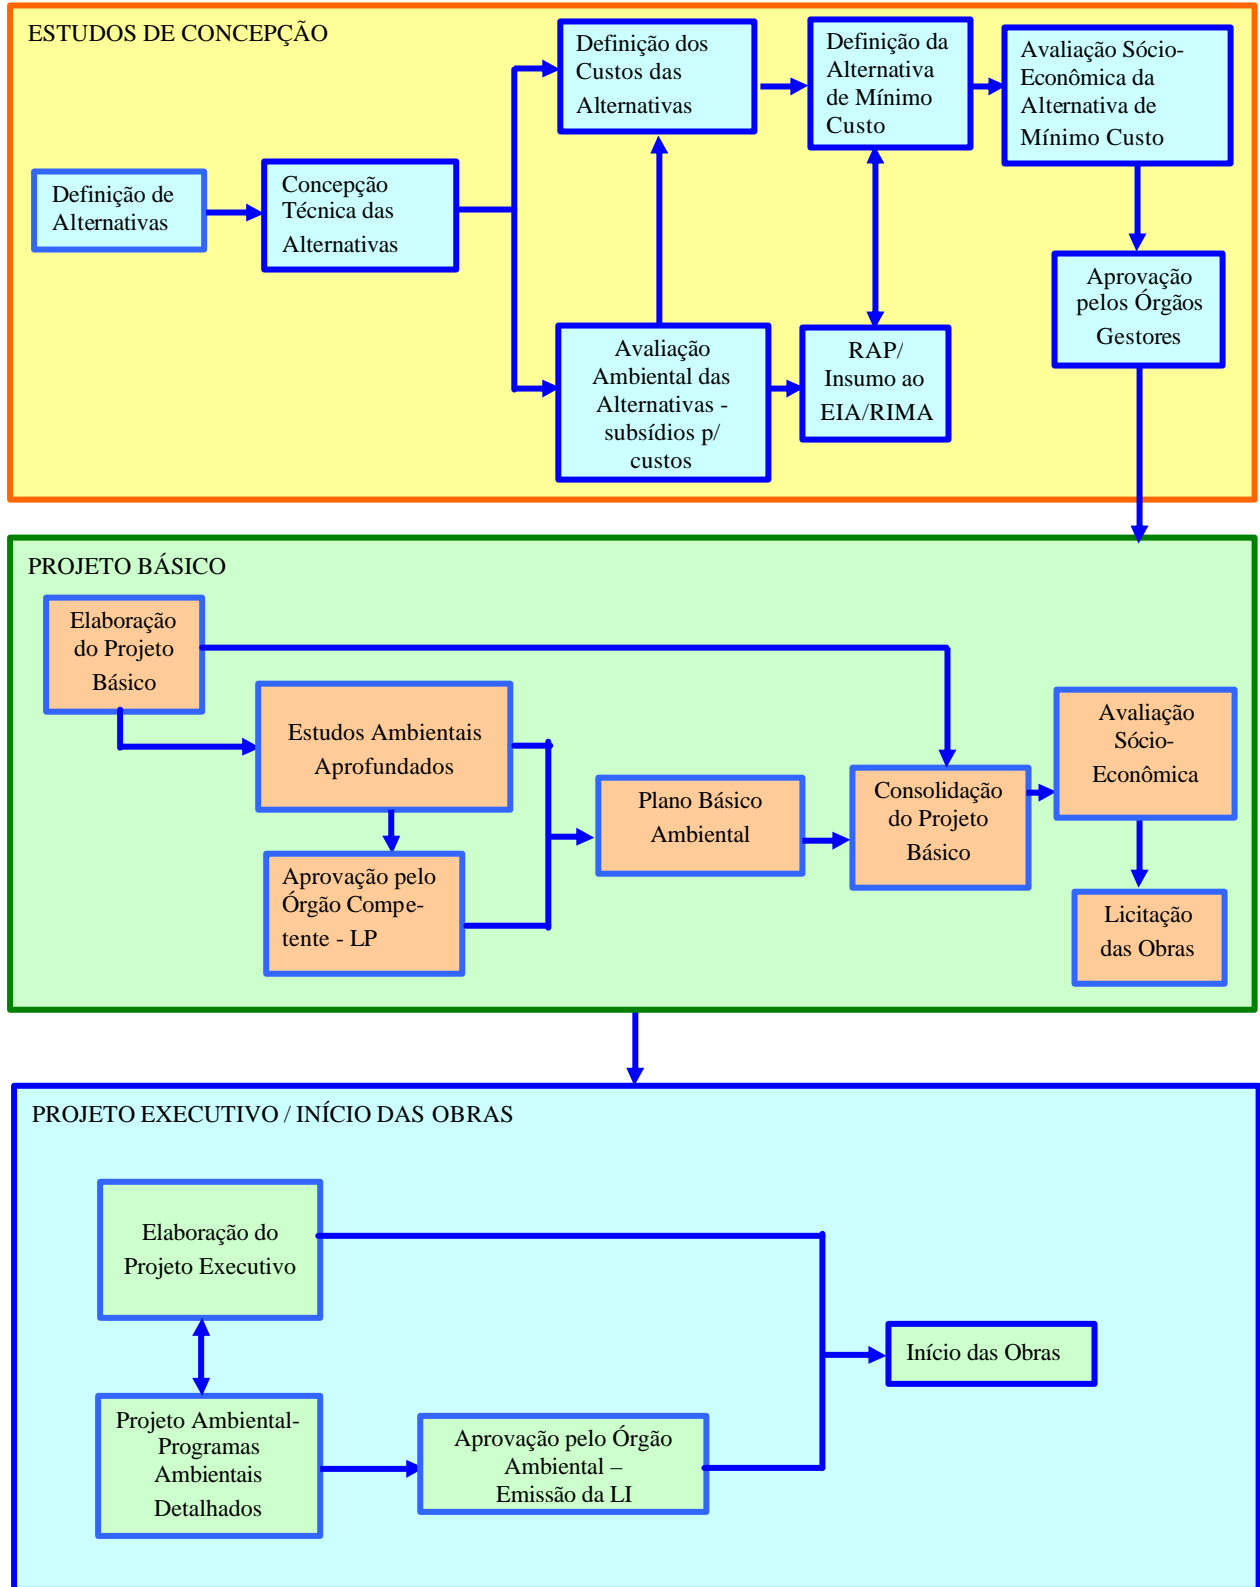 ESTUDOS DE CONCEPÇÃO
Definição de
Alternativas
Concepção
Técnica das
Alternativas
Definição dos
Custos das
Alternativas
Definição da
Alternativa
de Mínimo
Custo
Avaliação Sócio-
Econômica da
Alternativa de
Mínimo Custo
Avaliação
Ambiental das
Alternativas -
subsídios p/
custos
RAP/
Insumo ao
EIA/RIMA
Aprovação
pelos Órgãos
Gestores
PROJETO BÁSICO
Elaboração
do Projeto
Básico
Estudos Ambientais
Aprofundados
Aprovação pelo
Órgão Compe-
tente - LP
Plano Básico
Ambiental
Consolidação
do Projeto
Básico
Avaliação
Sócio-
Econômica
Licitação
das Obras
PROJETO EXECUTIVO / INÍCIO DAS OBRAS
Elaboração do
Projeto Executivo
Projeto Ambiental-
Programas
Ambientais
Detalhados
Aprovação pelo Órgão
Ambiental –
Emissão da LI
Início das Obras